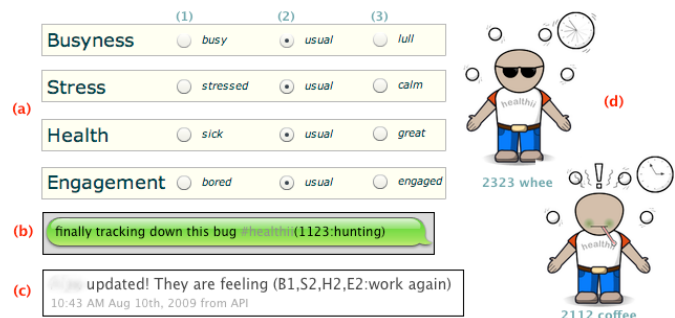 (1) (2) (3)
Busyness busy usual lull
Stress stressed usual calm
(a)
Health sick usual great
Engagement bored usual engaged
(b) finally tracking down this bug #healthii(1123:hunting)
(c) updated! They are feeling (B1,S2,H2,E2:work again)
10:43 AM Aug 10th, 2009 from API
healthii
(d)
2323 whee
healthii
2112 coffee